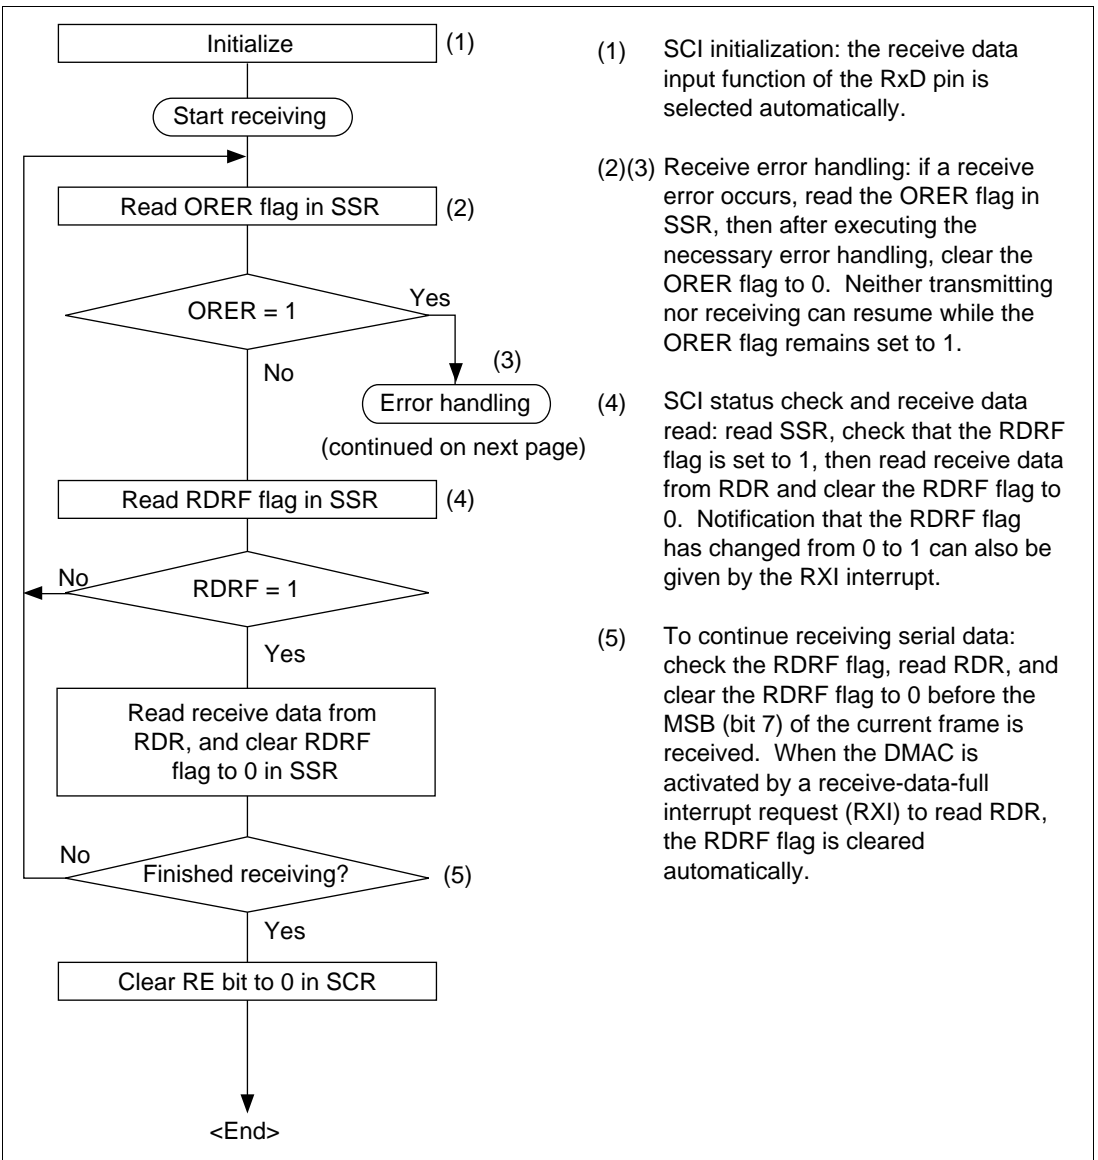 Initialize
(1)
Start receiving
Read ORER flag in SSR
(2)
ORER = 1
Yes
No
(3)
Error handling
(continued on next page)
Read RDRF flag in SSR
(4)
No
RDRF = 1
Yes
Read receive data from
RDR, and clear RDRF
flag to 0 in SSR
No
Finished receiving?
(5)
Yes
Clear RE bit to 0 in SCR
<End>
(1) SCI initialization: the receive data
input function of the RxD pin is
selected automatically.
(2)(3) Receive error handling: if a receive
error occurs, read the ORER flag in
SSR, then after executing the
necessary error handling, clear the
ORER flag to 0.  Neither transmitting
nor receiving can resume while the
ORER flag remains set to 1.
(4) SCI status check and receive data
read: read SSR, check that the RDRF
flag is set to 1, then read receive data
from RDR and clear the RDRF flag to
0.  Notification that the RDRF flag
has changed from 0 to 1 can also be
given by the RXI interrupt.
(5) To continue receiving serial data:
check the RDRF flag, read RDR, and
clear the RDRF flag to 0 before the
MSB (bit 7) of the current frame is
received.  When the DMAC is
activated by a receive-data-full
interrupt request (RXI) to read RDR,
the RDRF flag is cleared
automatically.